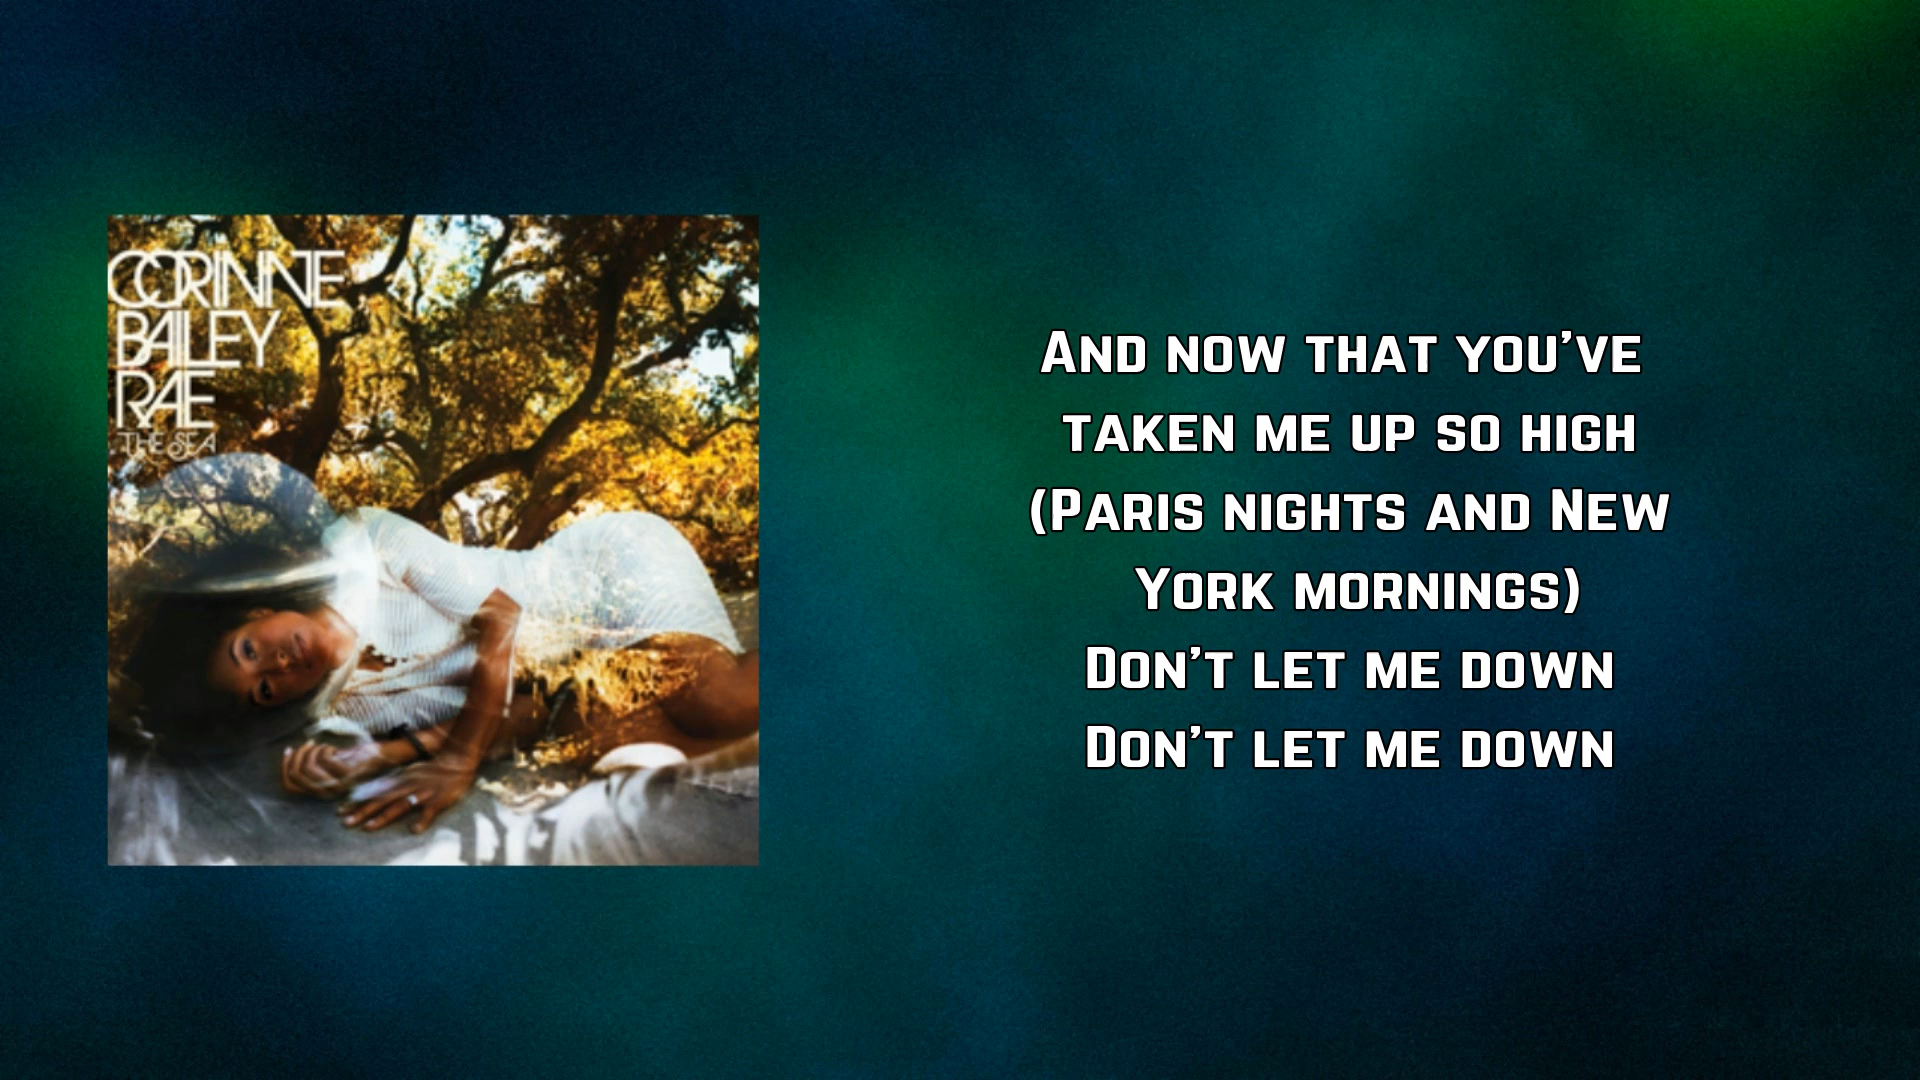 CORINNE
BAILEY
RAE
THE SEA
And now that you've
taken me up so high
(Paris nights and New
York mornings)
Don't let me down
Don't let me down